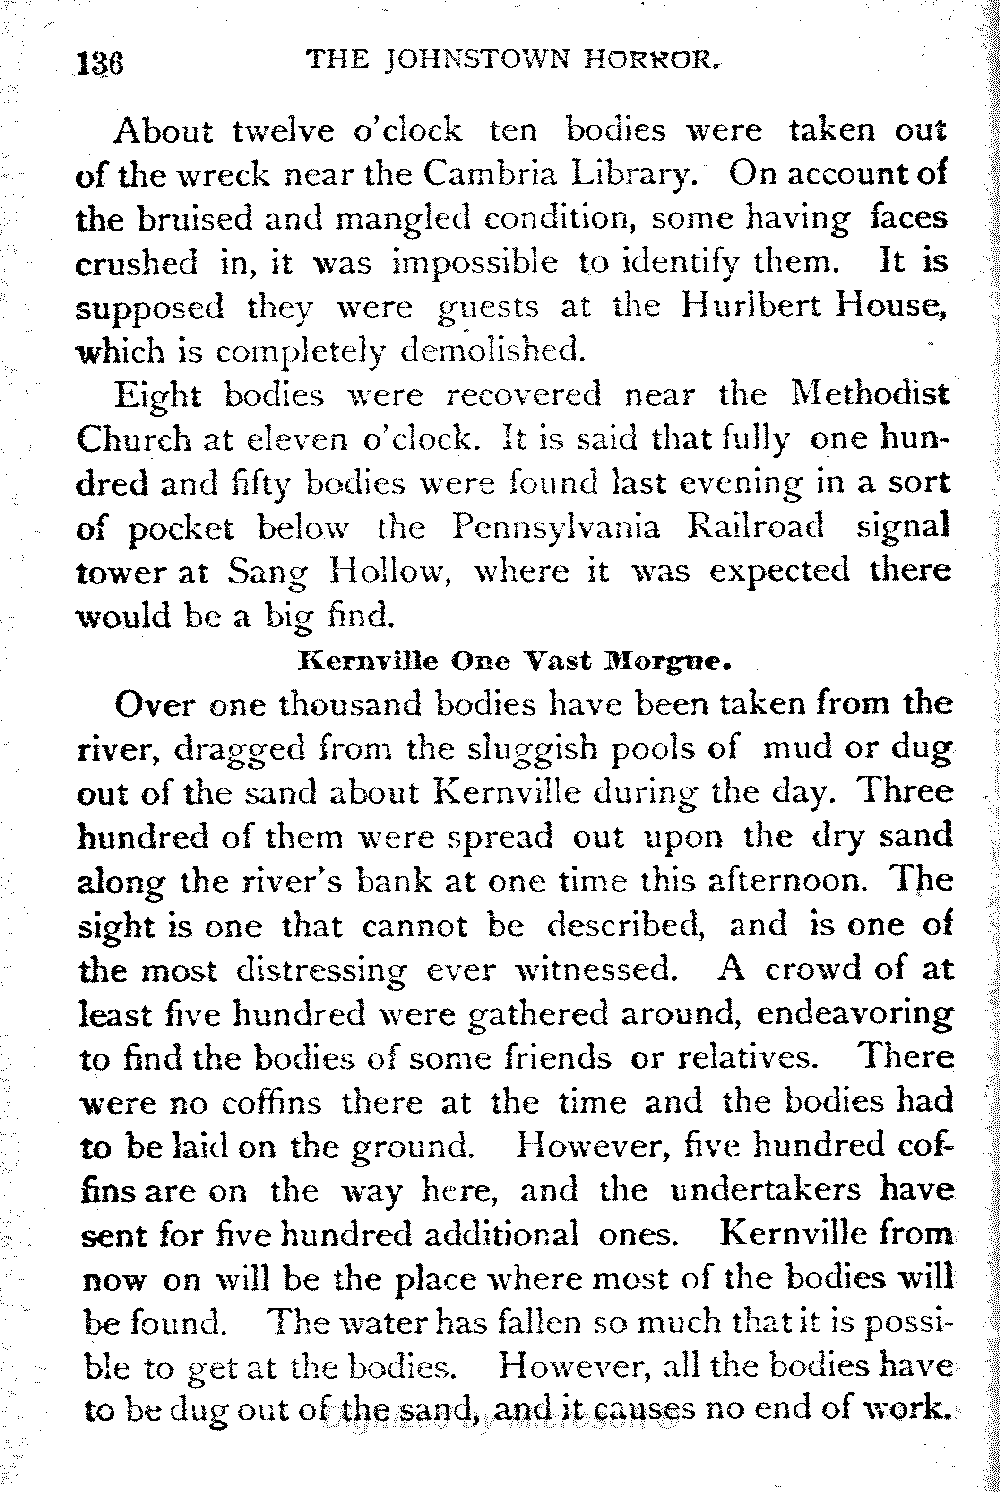 136 THE JOHNSTOWN HORROR.
About twelve o'clock ten bodies were taken out
of the wreck near the Cambria Library. On account of
the bruised and mangled condition, some having faces
crushed in, it was impossible to identify them. It is
supposed they were guests at the Hurlbert House,
which is completely demolished.
Eight bodies were recovered near the Methodist
Church at eleven o'clock. It is said that fully one hun-
dred and fifty bodies were found last evening in a sort
of pocket below the Pennsylvania Railroad signal
tower at Sang Hollow, where it was expected there
would be a big find.
Kernville One Vast Morgue.
Over one thousand bodies have been taken from the
river, dragged from the sluggish pools of mud or dug
out of the sand about Kernville during the day. Three
hundred of them were spread out upon the dry sand
along the river's bank at one time this afternoon. The
sight is one that cannot be described, and is one of
the most distressing ever witnessed. A crowd of at
least five hundred were gathered around, endeavoring
to find the bodies of some friends or relatives. There
were no coffins there at the time and the bodies had
to be laid on the ground. However, five hundred cof-
fins are on the way here, and the undertakers have
sent for five hundred additional ones. Kernville from
now on will be the place where most of the bodies will
be found. The water has fallen so much that it is possi-
ble to get at the bodies. However, all the bodies have
to be dug out of the sand, and it causes no end of work.